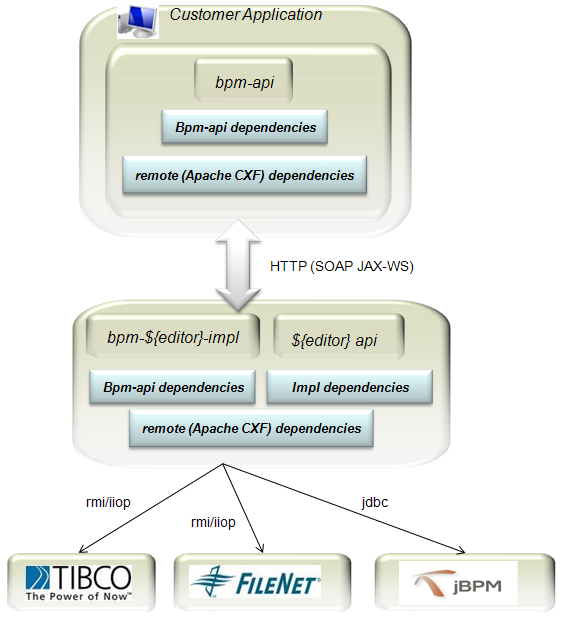 Customer Application
bpm-api
Bpm-api dependencies
remote (Apache CXF) dependencies
HTTP (SOAP JAX-WS)
bpm-${editor}-impl
${editor} api
Bpm-api dependencies
Impl dependencies
remote (Apache CXF) dependencies
rmi/iiop
rmi/iiop
jdbc
TIBCO
The Power of Now™
FILENET®
jBPM